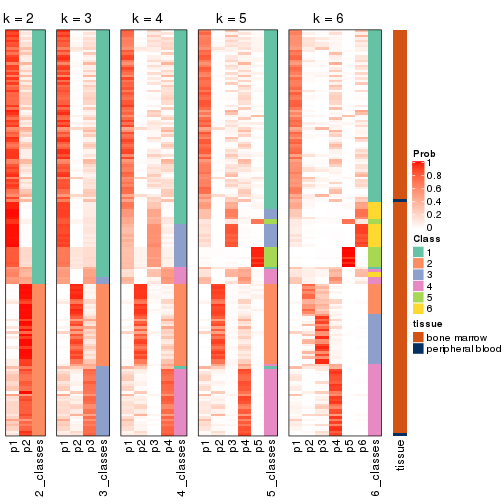 k = 2 k = 3 k = 4 k = 5 k = 6
p1 p2 2_classes p1 p2 p3 3_classes p1 p2 p3 p4 4_classes p1 p2 p3 p4 p5 5_classes p1 p2 p3 p4 p5 p6 6_classes tissue
Prob
1
0.8
0.6
0.4
0.2
0
Class
1
2
3
4
5
6
tissue
bone marrow
peripheral blood